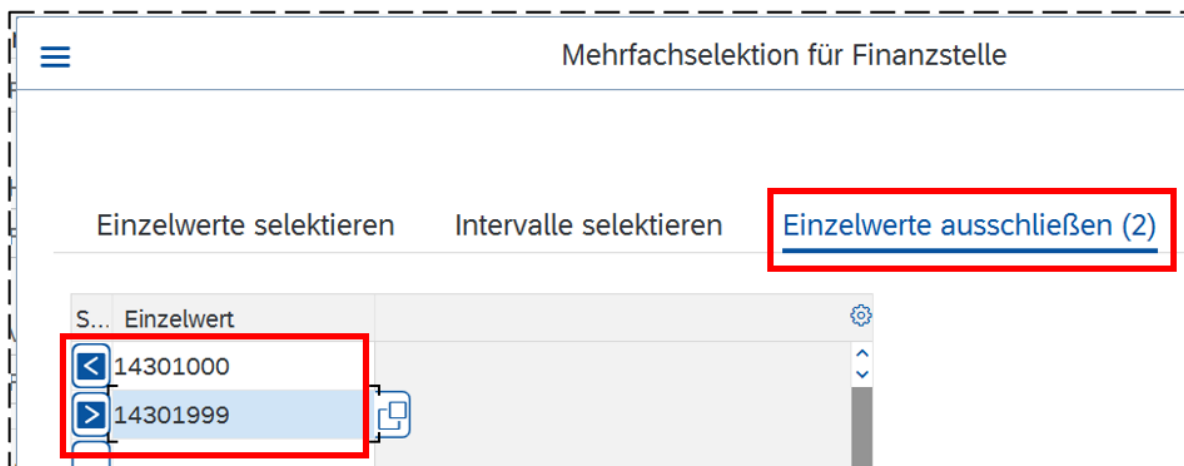 Mehrfachselektion für Finanzstelle
Einzelwerte selektieren Intervalle selektieren Einzelwerte ausschließen (2)
S... Einzelwert
< 14301000
> 14301999